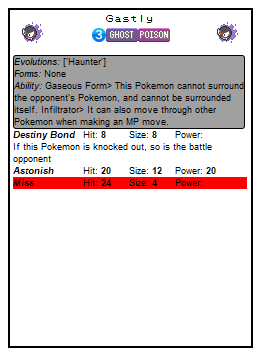 Gastly
3 GHOST POISON
Evolutions: ['Haunter']
Forms: None
Ability: Gaseous Form> This Pokemon cannot surround
the opponent's Pokemon, and cannot be surrounded
itself. Infiltrator> It can also move through other
Pokemon when making an MP move.
Destiny Bond Hit: 8 Size: 8 Power:
If this Pokemon is knocked out, so is the battle
opponent
Astonish Hit: 20 Size: 12 Power: 20
Miss Hit: 24 Size: 4 Power: